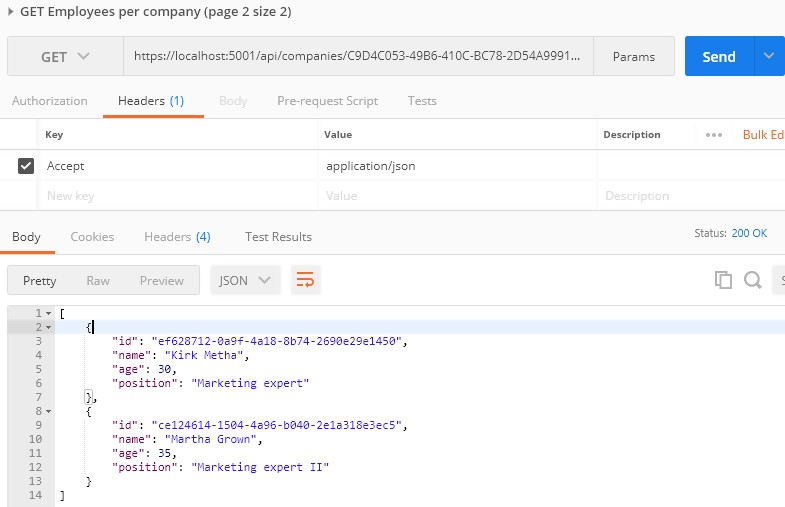 GET Employees per company (page 2 size 2)
GET https://localhost:5001/api/companies/C9D4C053-49B6-410C-BC78-2D54A9991... Params Send
Authorization Headers (1) Body Pre-request Script Tests
Key Value Description ••• Bulk Ed
Accept application/json
New key Value Description
Body Cookies Headers (4) Test Results Status: 200 OK
Pretty Raw Preview JSON S
1 [
2 {
3 "id": "ef628712-0a9f-4a18-8b74-2690e29e1450",
4 "name": "Kirk Metha",
5 "age": 30,
6 "position": "Marketing expert"
7 },
8 {
9 "id": "ce124614-1504-4a96-b040-2e1a318e3ec5",
10 "name": "Martha Grown",
11 "age": 35,
12 "position": "Marketing expert II"
13 }
14 ]